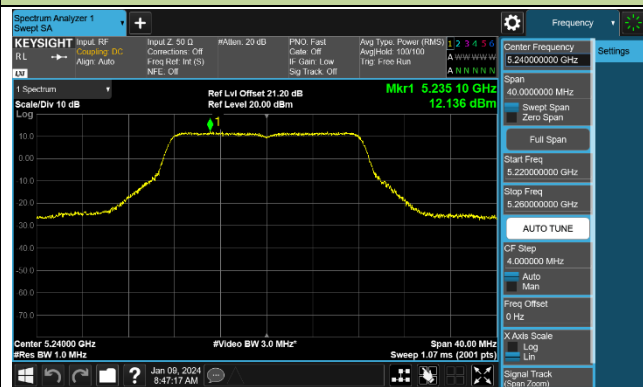 Spectrum Analyzer 1
Swept SA
Frequency
KEYSIGHT
RL
Input: RF
Coupling: DC
Align: Auto
Input Z: 50 Ω
Corrections: Off
Freq Ref: Int (S)
NFE: Off
#Atten: 20 dB
PNO: Fast
Gate: Off
IF Gain: Low
Sig Track: Off
Avg Type: Power (RMS)
Avg|Hold: 100/100
Trig: Free Run
1 2 3 4 5 6
A W W W W W
A N N N N N
1 Spectrum
Scale/Div 10 dB
Log
Ref Lvl Offset 21.20 dB
Ref Level 20.00 dBm
Mkr1 5.235 10 GHz
12.136 dBm
1
10.0
0.00
-10.0
-20.0
-30.0
-40.0
-50.0
-60.0
-70.0
Center 5.24000 GHz
#Res BW 1.0 MHz
#Video BW 3.0 MHz*
Span 40.00 MHz
Sweep 1.07 ms (2001 pts)
Center Frequency
5.240000000 GHz
Settings
Span
40.0000000 MHz
Swept Span
Zero Span
Full Span
Start Freq
5.220000000 GHz
Stop Freq
5.260000000 GHz
AUTO TUNE
CF Step
4.000000 MHz
Auto
Man
Freq Offset
0 Hz
X Axis Scale
Log
Lin
Signal Track
(Span Zoom)
Jan 09, 2024
8:47:17 AM